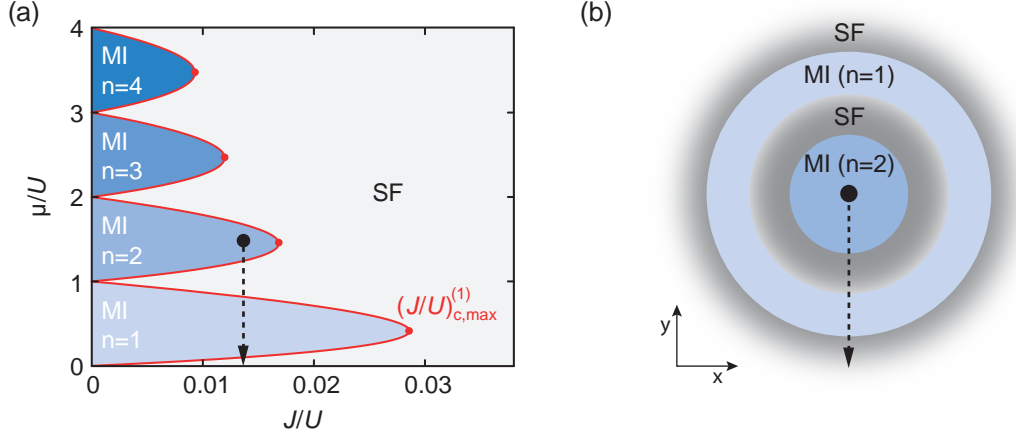 (a)
4
3
2
1
0
μ/U
MI
n=4
MI
n=3
MI
n=2
MI
n=1
SF
(J/U)(1)c,max
0
0.01
0.02
0.03
J/U
(b)
SF
MI (n=1)
SF
MI (n=2)
y
x